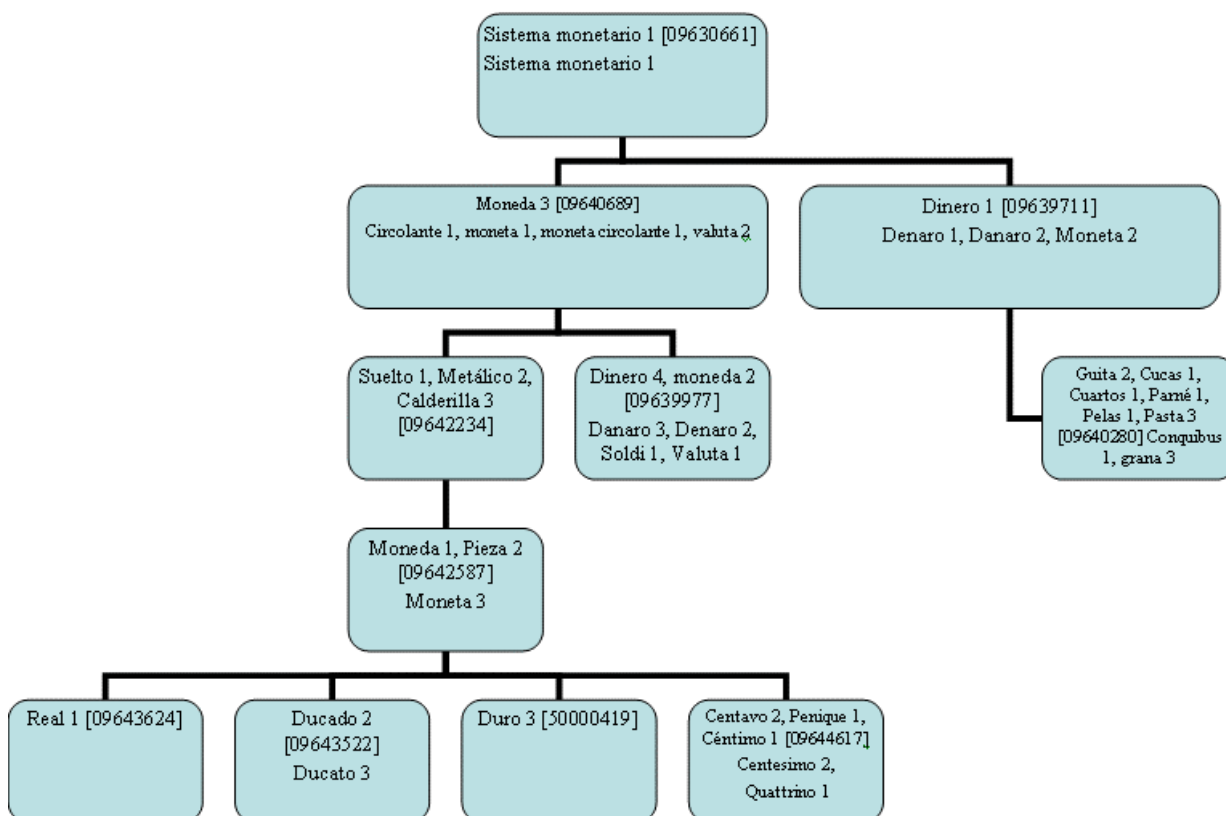 Sistema monetario 1 [09630661]
Sistema monetario 1
Moneda 3 [09640689]
Circolante 1, moneta 1, moneta circolante 1, valuta 2
Dinero 1 [09639711]
Denaro 1, Danaro 2, Moneta 2
Suelto 1, Metálico 2,
Calderilla 3
[09642234]
Dinero 4, moneda 2
[09639977]
Danaro 3, Denaro 2,
Soldi 1, Valuta 1
Guita 2, Cucas 1,
Cuartos 1, Parné 1,
Pelas 1, Pasta 3
[09640280] Conquibus
1, grana 3
Moneda 1, Pieza 2
[09642587]
Moneta 3
Real 1 [09643624]
Ducado 2
[09643522]
Ducato 3
Duro 3 [50000419]
Centavo 2, Penique 1,
Céntimo 1 [09644617]
Centesimo 2,
Quattrino 1